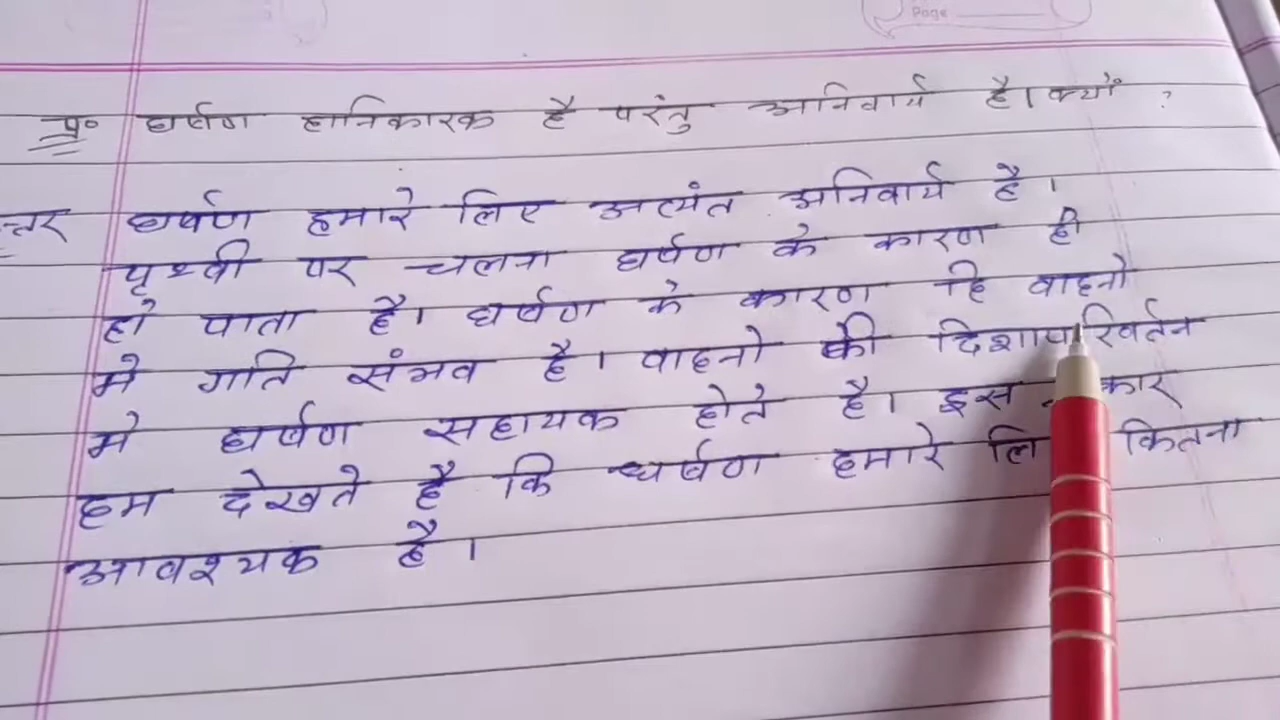 Page
प्र० घर्षण हानिकारक है परंतु अनिवार्य है। क्यों ?
त्तर घर्षण हमारे लिए अत्यंत अनिवार्य है।
पृथ्वी पर चलना घर्षण के कारण ही
हो पाता है। घर्षण के कारण हि वाहनो
मे गति संभव है। वाहनो की दिशापरिवर्तन
मे घर्षण सहायक होते है। इस कार
हम देखते है कि घर्षण हमारे लि कितना
आवश्यक है।